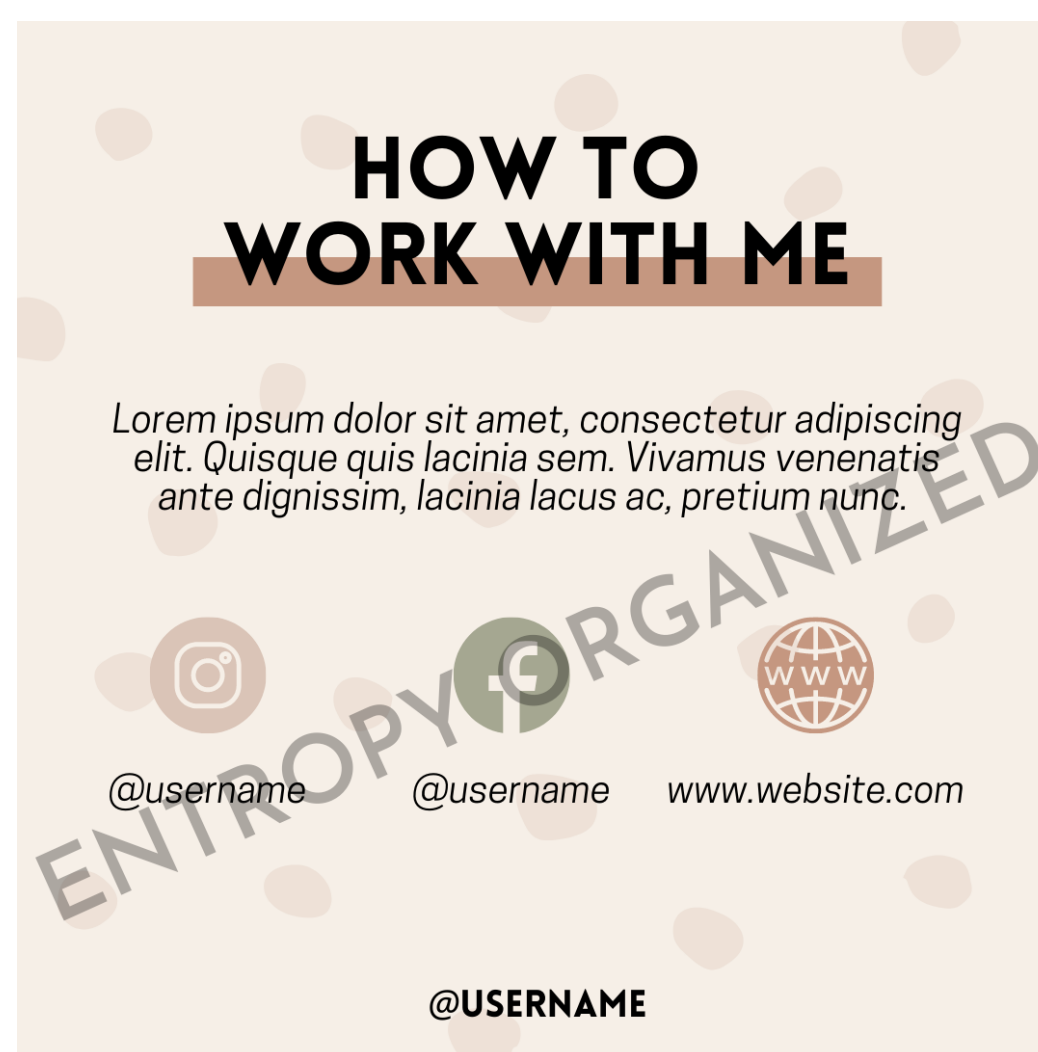 HOW TO
WORK WITH ME
Lorem ipsum dolor sit amet, consectetur adipiscing
elit. Quisque quis lacinia sem. Vivamus venenatis
ante dignissim, lacinia lacus ac, pretium nunc.
ENTROPY ORGANIZED
WWW
@username
@username
www.website.com
@USERNAME